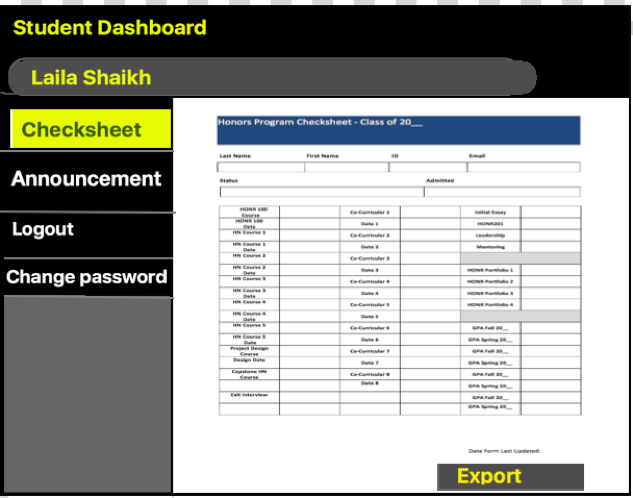 Student Dashboard
Laila Shaikh
Checksheet
Announcement
Logout
Change password
Honors Program Checksheet - Class of 20__
Last Name First Name ID Email
Status Admitted
HONR 100 Course Co-Curricular 1 Initial Essay
HONR 100 Date Date 1 HONR201
HN Course 1 Co-Curricular 2 Leadership
HN Course 1 Date Date 2 Mentoring
HN Course 2 Co-Curricular 3
HN Course 2 Date Date 3 HONR Portfolio 1
HN Course 3 Co-Curricular 4 HONR Portfolio 2
HN Course 3 Date Date 4 HONR Portfolio 3
HN Course 4 Co-Curricular 5 HONR Portfolio 4
HN Course 4 Date Date 5
HN Course 5 Co-Curricular 6 GPA Fall 20__
HN Course 5 Date Date 6 GPA Spring 20__
Project Design Course Co-Curricular 7 GPA Fall 20__
Design Date Date 7 GPA Spring 20__
Capstone HN Course Co-Curricular 8 GPA Fall 20__
Date 8 GPA Spring 20__
Exit Interview GPA Fall 20__
GPA Spring 20__
Date Form Last Updated:
Export